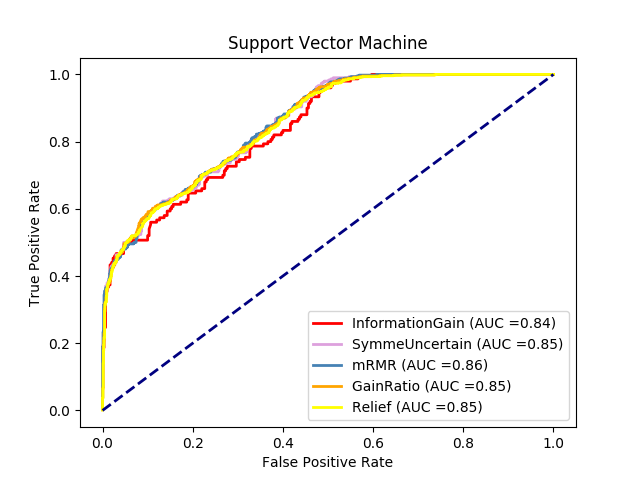 Support Vector Machine
True Positive Rate
1.0
0.8
0.6
0.4
0.2
0.0
InformationGain (AUC =0.84)
SymmeUncertain (AUC =0.85)
mRMR (AUC =0.86)
GainRatio (AUC =0.85)
Relief (AUC =0.85)
0.0 0.2 0.4 0.6 0.8 1.0
False Positive Rate